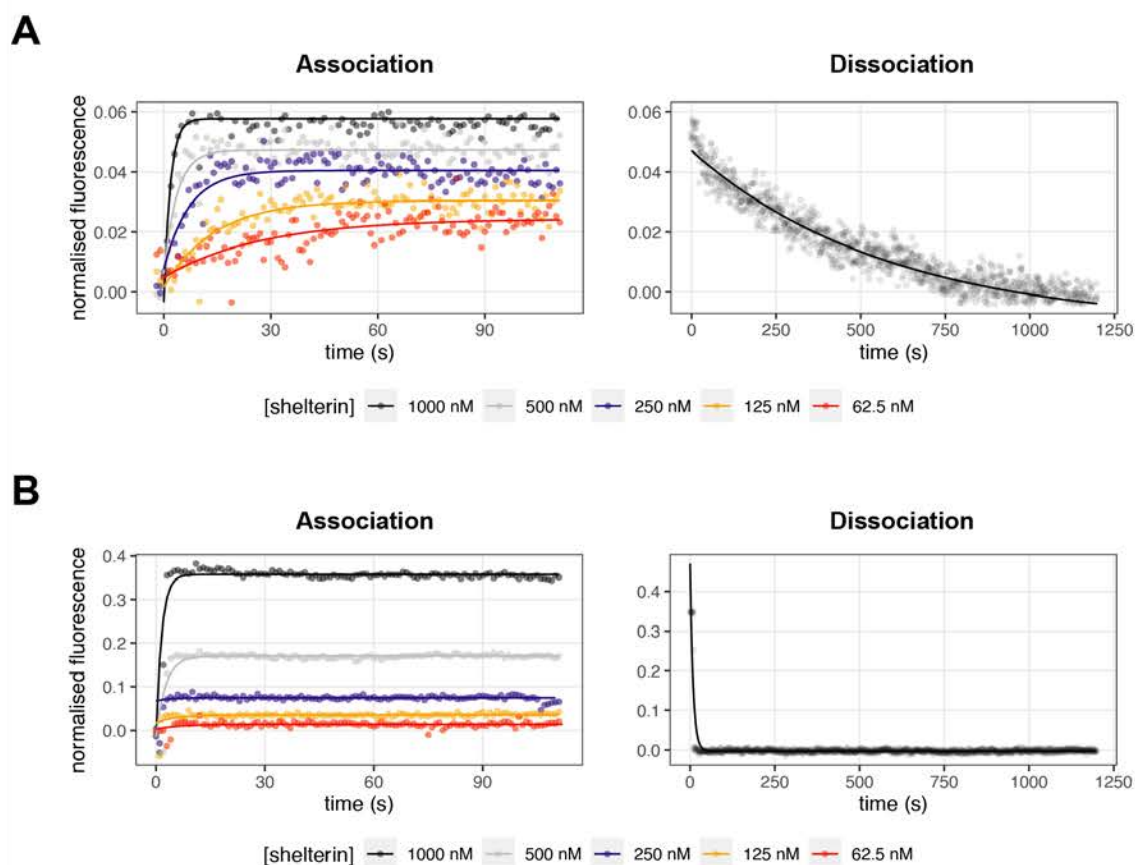 A
Association
Dissociation
normalised fluorescence
0.06
0.04
0.02
0.00
0.06
0.04
0.02
0.00
0 30 60 90
0 250 500 750 1000 1250
time (s)
time (s)
[shelterin] 1000 nM 500 nM 250 nM 125 nM 62.5 nM
B
Association
Dissociation
normalised fluorescence
0.4
0.3
0.2
0.1
0.0
0.4
0.3
0.2
0.1
0.0
0 30 60 90
0 250 500 750 1000 1250
time (s)
time (s)
[shelterin] 1000 nM 500 nM 250 nM 125 nM 62.5 nM